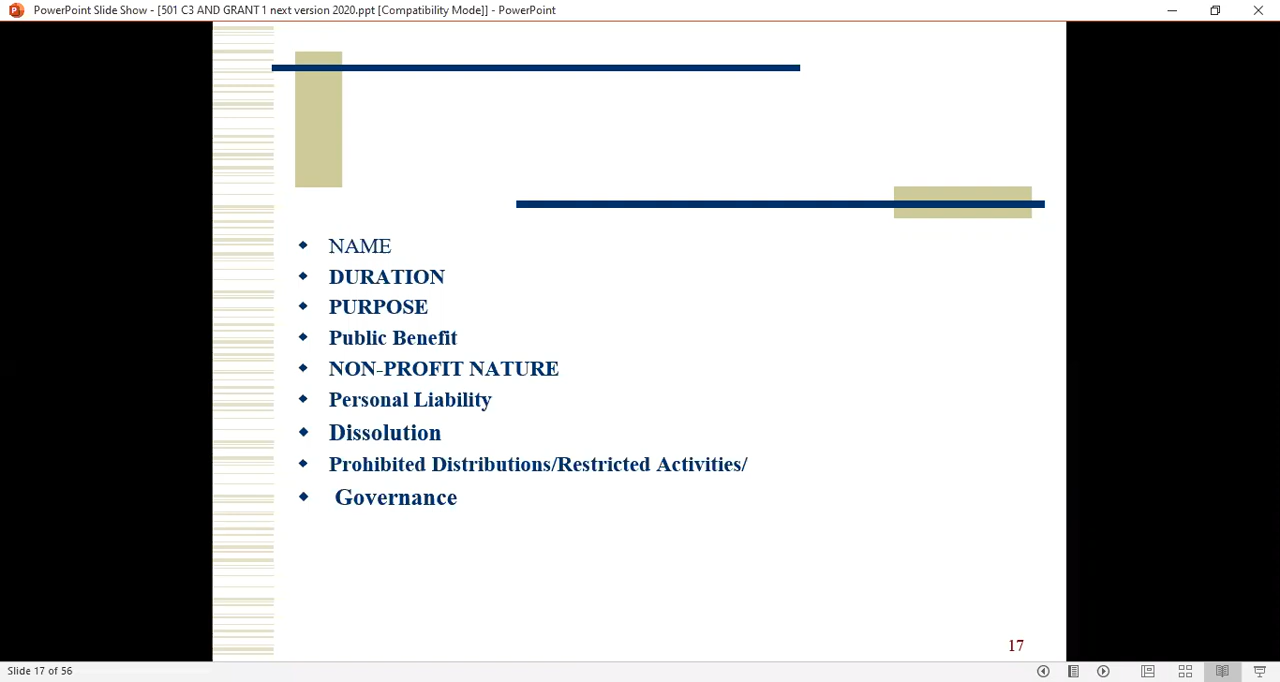 PowerPoint Slide Show - [501 C3 AND GRANT 1 next version 2020.ppt [Compatibility Mode]] - PowerPoint
NAME
DURATION
PURPOSE
Public Benefit
NON-PROFIT NATURE
Personal Liability
Dissolution
Prohibited Distributions/Restricted Activities/
Governance
17
Slide 17 of 56